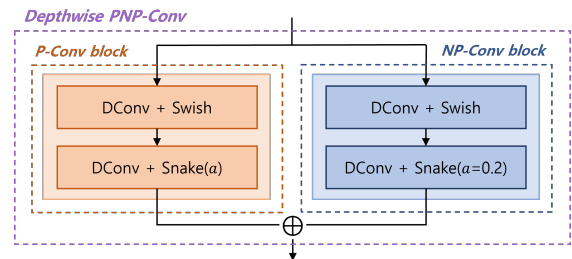 Depthwise PNP-Conv
P-Conv block
NP-Conv block
DConv + Swish
DConv + Swish
DConv + Snake(a)
DConv + Snake(a=0.2)